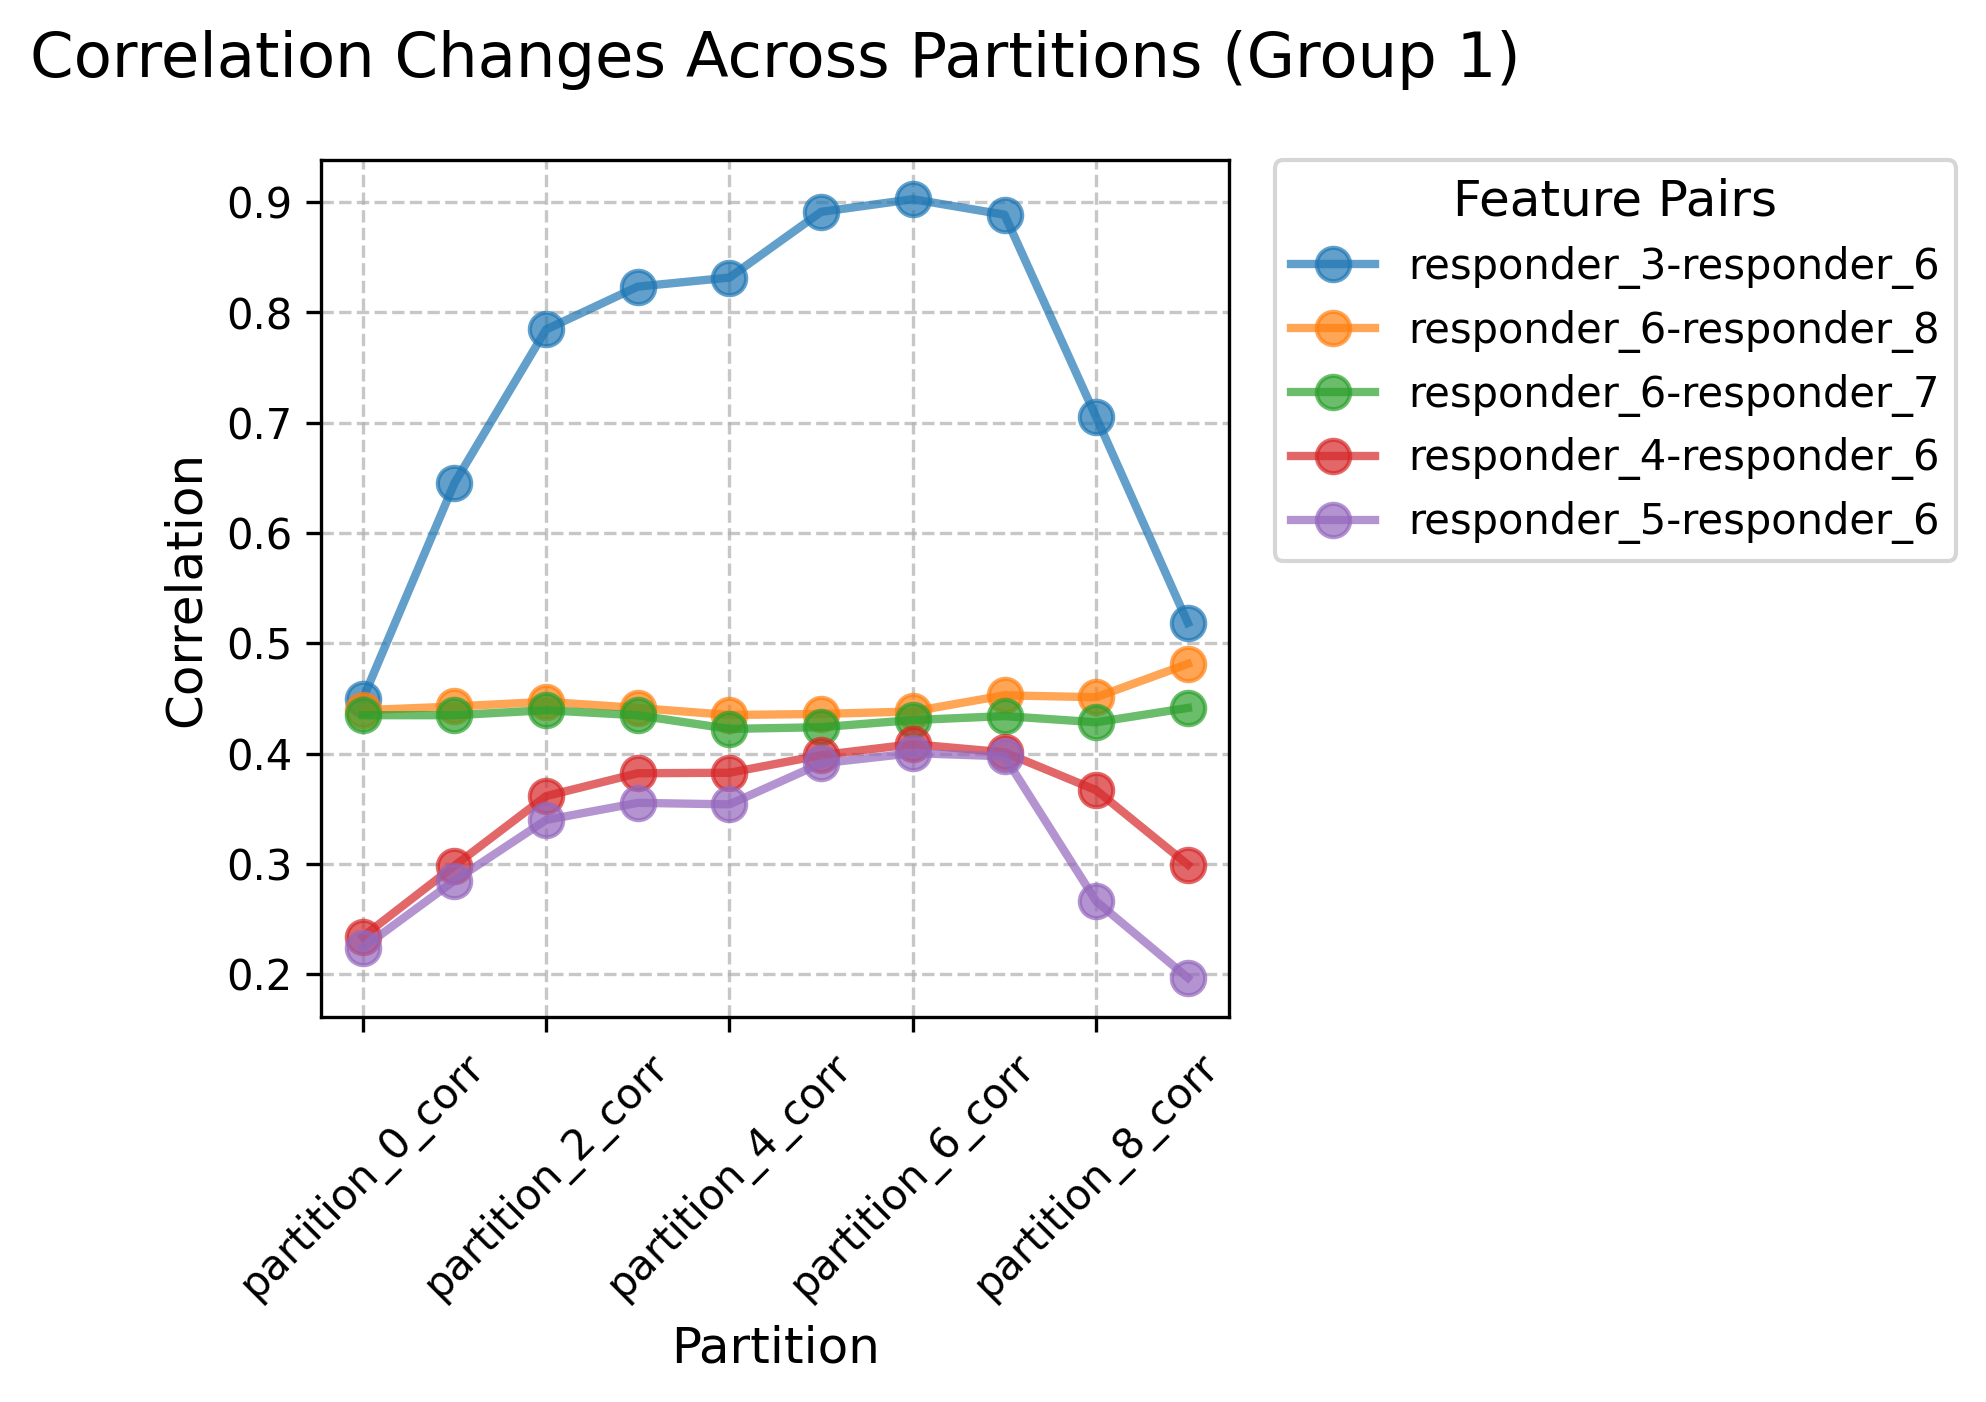 Correlation Changes Across Partitions (Group 1)
Feature Pairs
responder_3-responder_6
responder_6-responder_8
responder_6-responder_7
responder_4-responder_6
responder_5-responder_6
Correlation
0.9
0.8
0.7
0.6
0.5
0.4
0.3
0.2
partition_0_corr
partition_2_corr
partition_4_corr
partition_6_corr
partition_8_corr
Partition